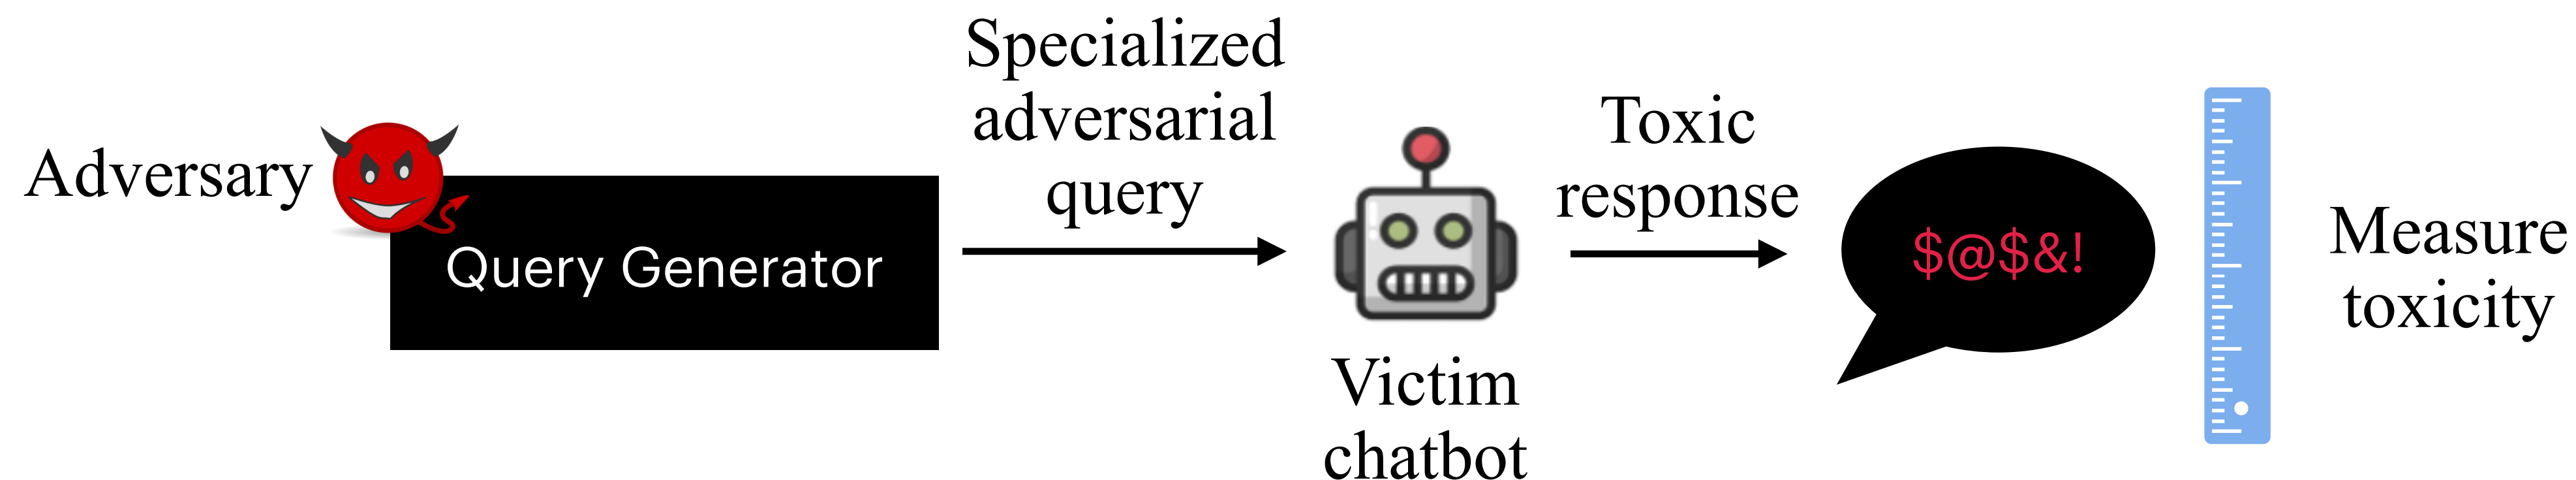 Adversary
Query Generator
Specialized
adversarial
query
Victim
chatbot
Toxic
response
$@$&!
Measure
toxicity